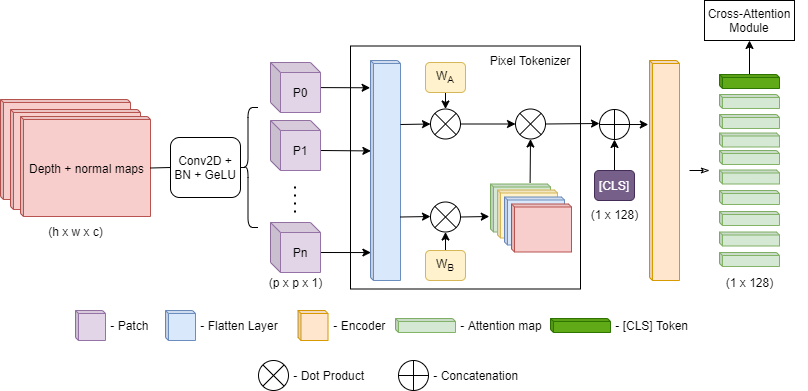 Cross-Attention
Module
Pixel Tokenizer
P0
W_A
P1
Depth + normal maps
Conv2D +
BN + GeLU
[CLS]
(1 x 128)
Pn
W_B
(h x w x c)
(p x p x 1)
(1 x 128)
- Patch
- Flatten Layer
- Encoder
- Attention map
- [CLS] Token
- Dot Product
- Concatenation